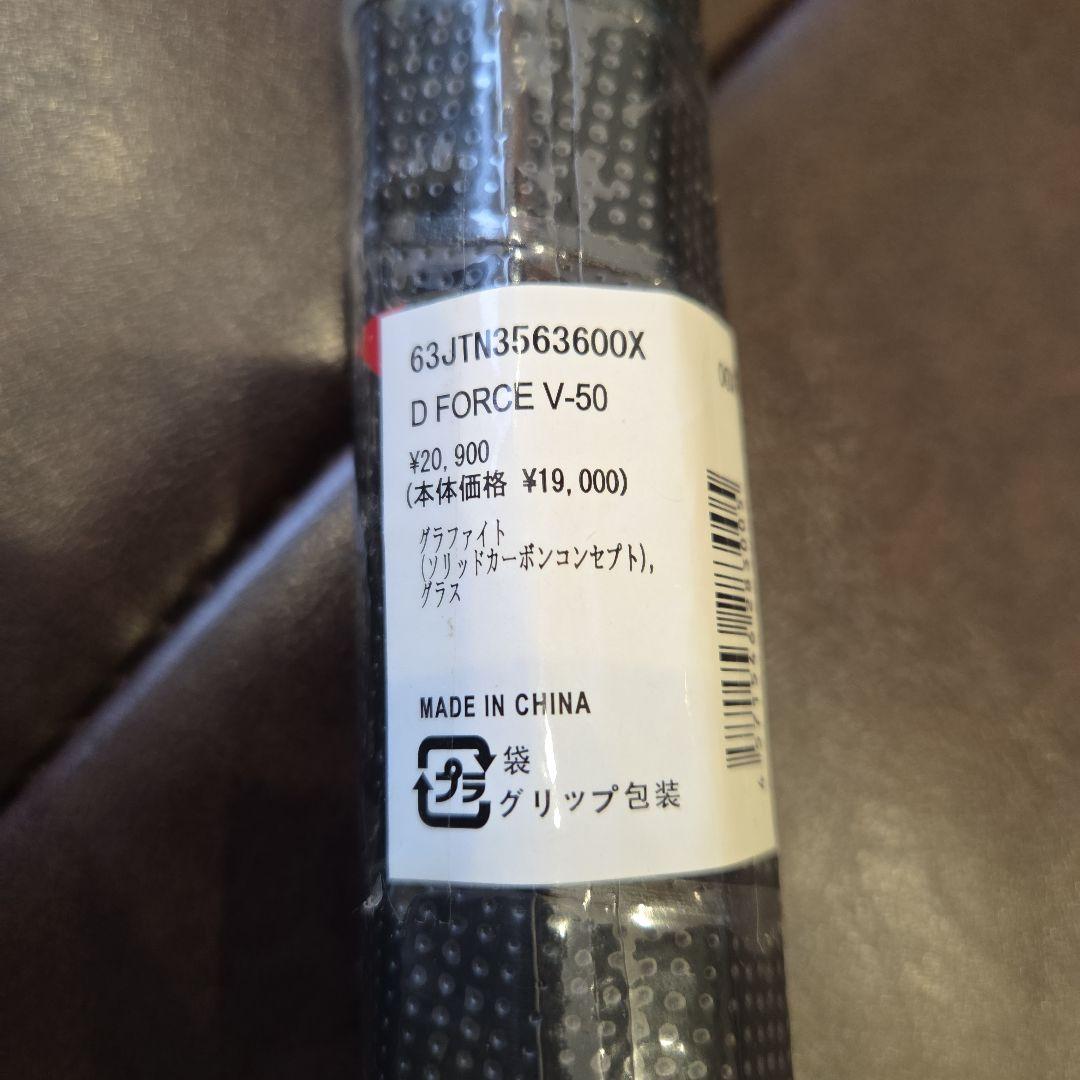 63JTN3563600X
D FORCE V-50
¥20,900
(本体価格 ¥19,000)
グラファイト
(ソリッドカーボンコンセプト),
グラス
MADE IN CHINA
プラ
袋
グリップ包装